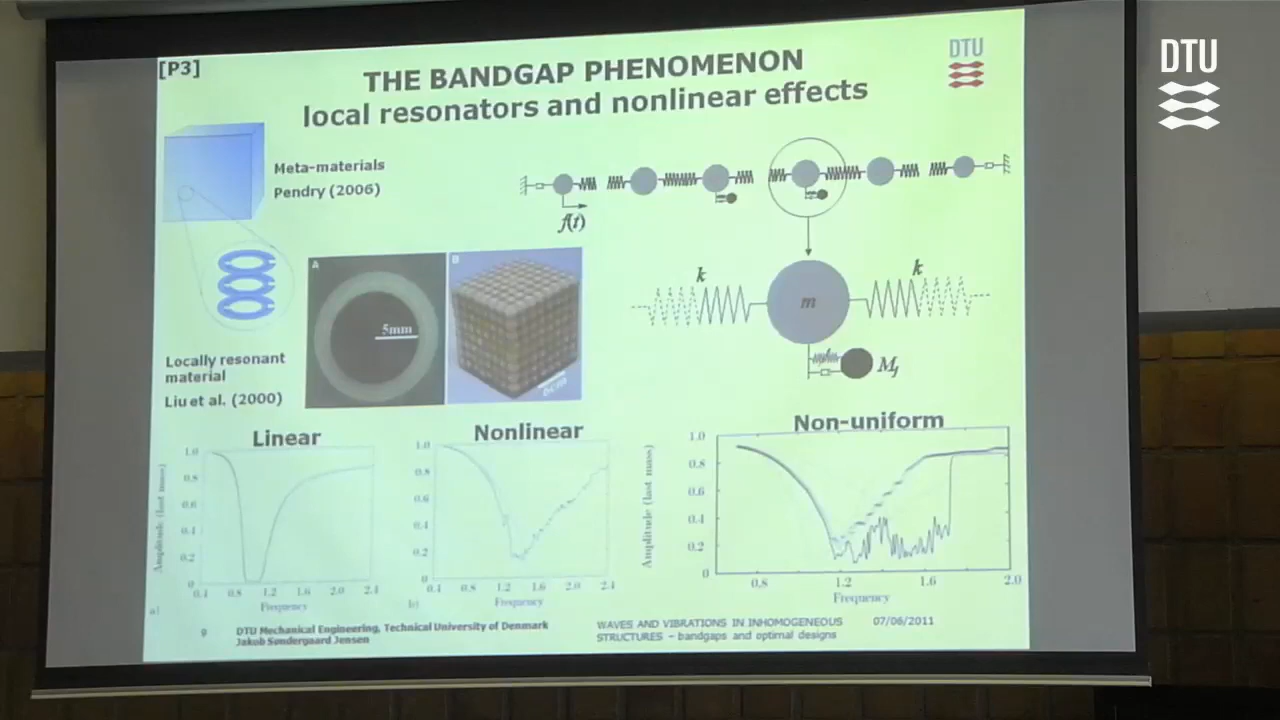 [P3]
THE BANDGAP PHENOMENON
local resonators and nonlinear effects
DTU
DTU
Meta-materials
Pendry (2006)
f(t)
A
B
5mm
k
k
m
Locally resonant
material
Liu et al. (2000)
Linear
Nonlinear
Non-uniform
Amplitude (last mass)
1.0
0.8
0.6
0.4
0.2
0
0.4
0.8
1.2
1.6
2.0
2.4
Frequency
a)
1.0
0.8
0.6
0.4
0.2
0
0.4
0.8
1.2
1.6
2.0
2.4
Frequency
b)
Amplitude (last mass)
1.0
0.8
0.6
0.4
0.2
0
0.8
1.2
1.6
2.0
Frequency
9
DTU Mechanical Engineering, Technical University of Denmark
Jakob Søndergaard Jensen
WAVES AND VIBRATIONS IN INHOMOGENEOUS
STRUCTURES – bandgaps and optimal designs
07/06/2011